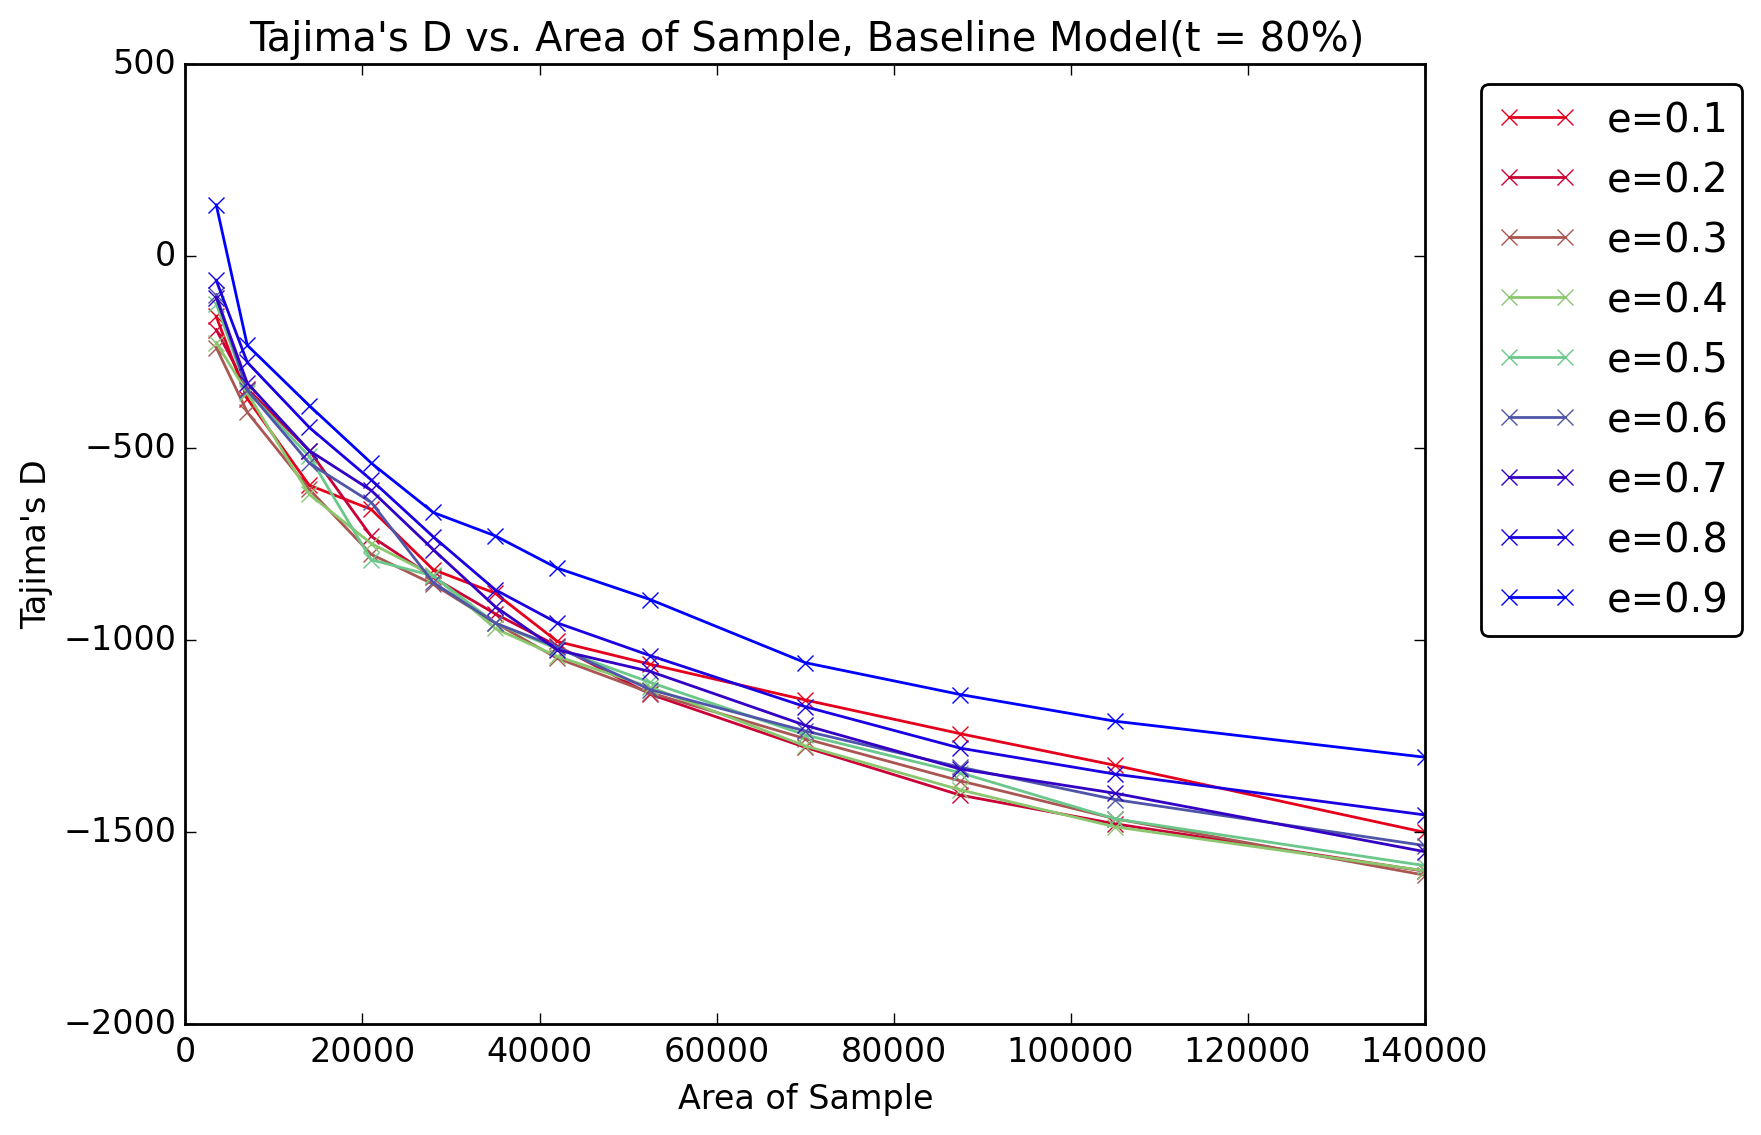 Tajima's D vs. Area of Sample, Baseline Model(t = 80%)
500
0
−500
−1000
−1500
−2000
Tajima's D
0 20000 40000 60000 80000 100000 120000 140000
Area of Sample
e=0.1
e=0.2
e=0.3
e=0.4
e=0.5
e=0.6
e=0.7
e=0.8
e=0.9